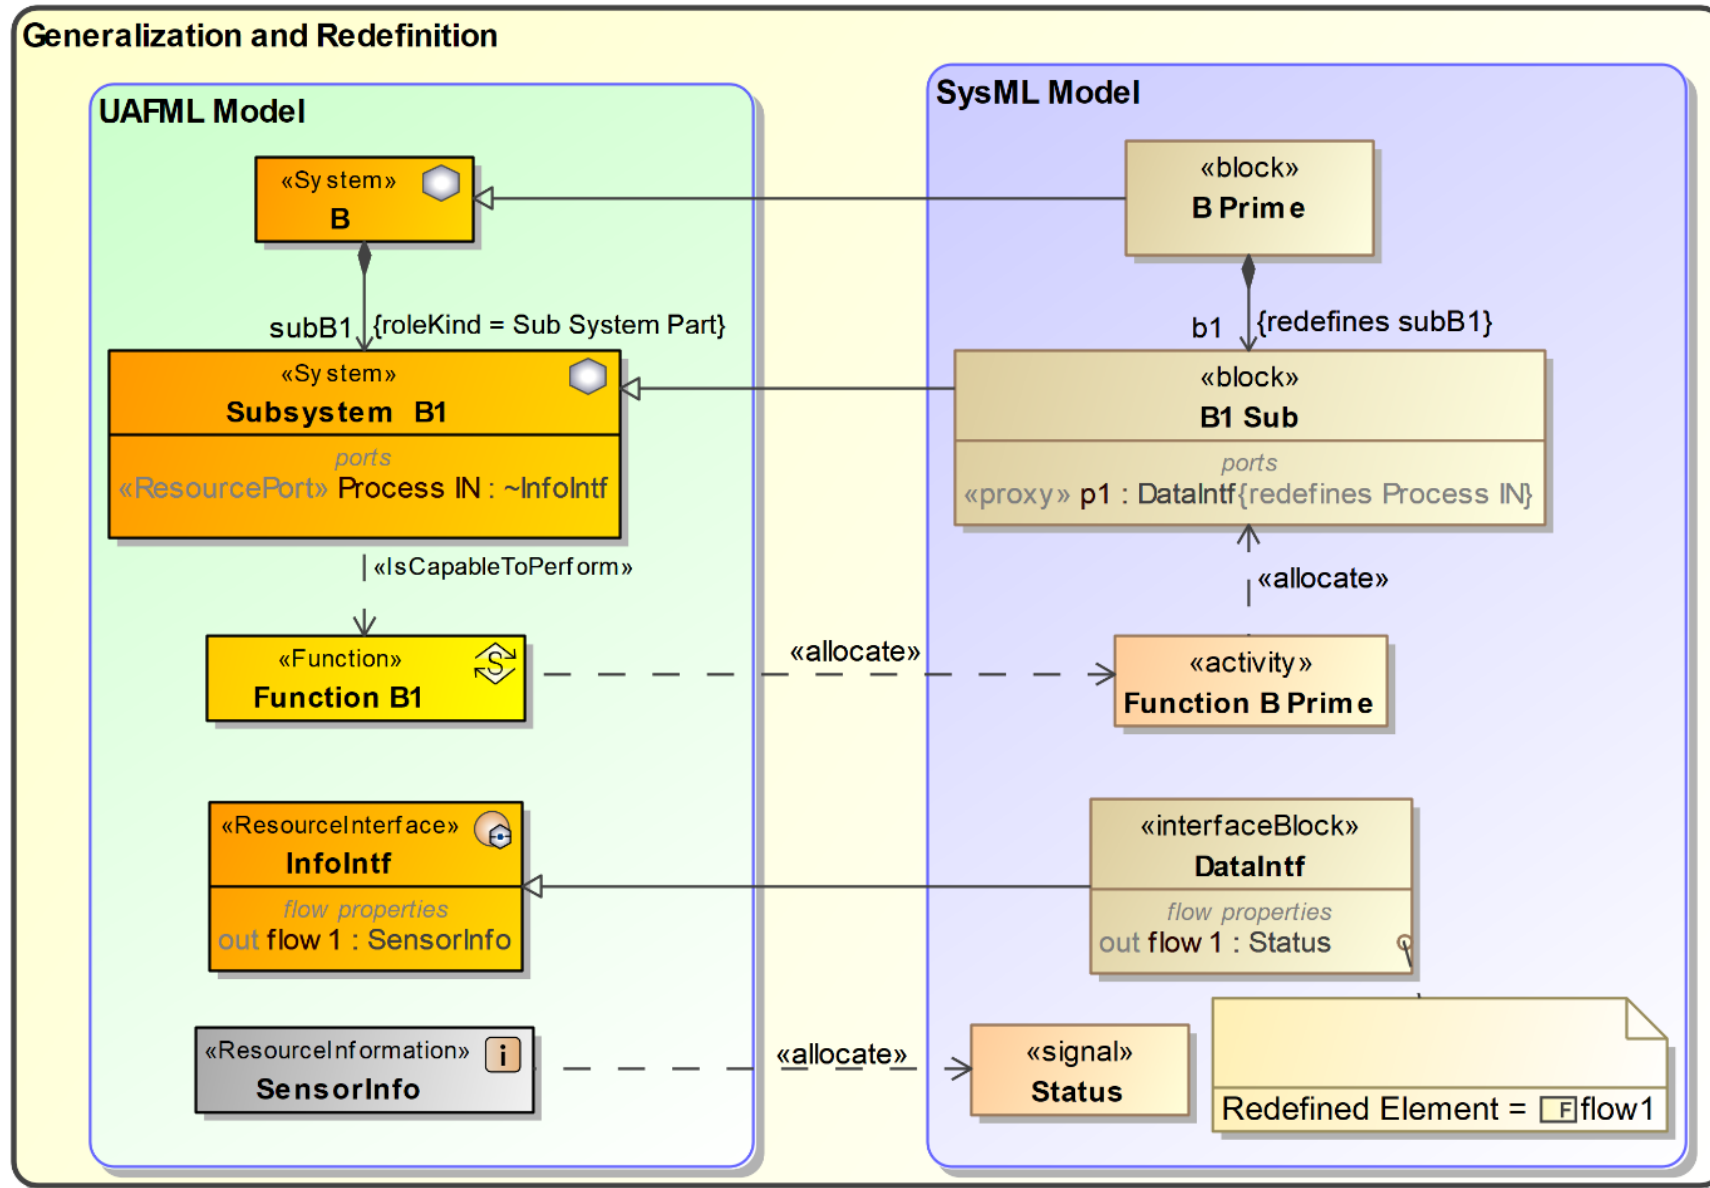 Generalization and Redefinition
UAFML Model
«System»
B
subB1 {roleKind = Sub System Part}
«System»
Subsystem B1
ports
«ResourcePort» Process IN : ~InfoIntf
«IsCapableToPerform»
«Function»
S
Function B1
«allocate»
«ResourceInterface»
InfoIntf
flow properties
out flow 1 : SensorInfo
«ResourceInformation»
i
SensorInfo
«allocate»
SysML Model
«block»
B Prime
b1 {redefines subB1}
«block»
B1 Sub
ports
«proxy» p1 : DataIntf{redefines Process IN}
«allocate»
«activity»
Function B Prime
«interfaceBlock»
DataIntf
flow properties
out flow 1 : Status
«signal»
Status
Redefined Element = F flow1